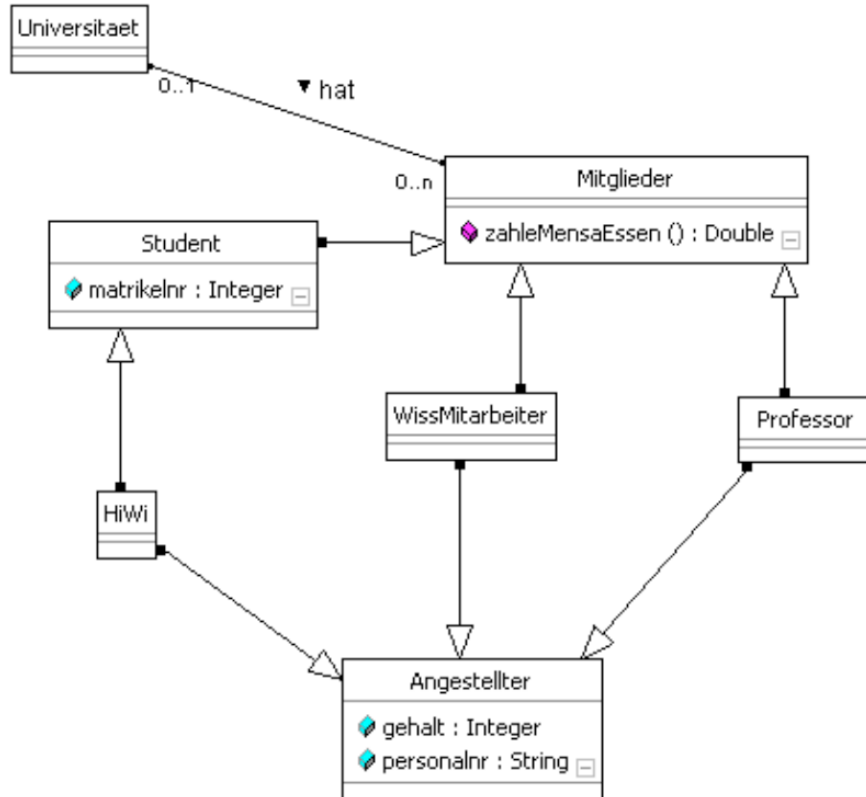 Universitaet
0..1
▼ hat
0..n
Mitglieder
zahleMensaEssen () : Double
Student
matrikelnr : Integer
WissMitarbeiter
Professor
HiWi
Angestellter
gehalt : Integer
personalnr : String